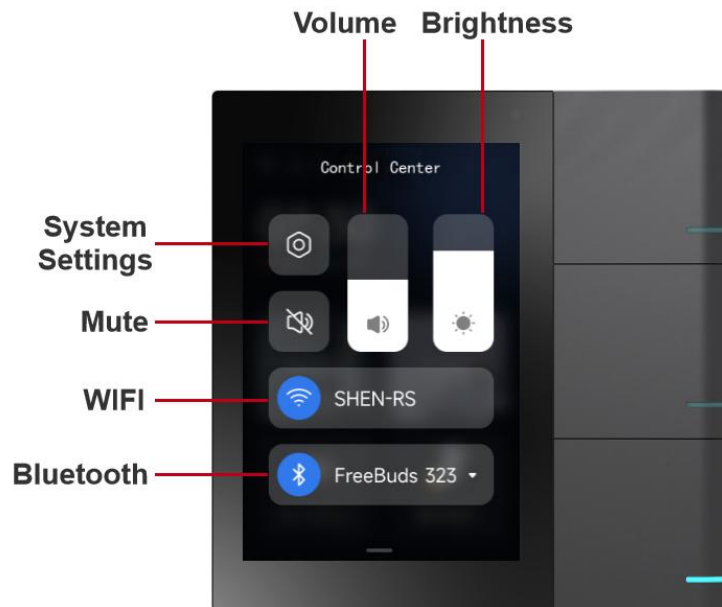 Volume Brightness
Control Center
System
Settings
Mute
WIFI
SHEN-RS
Bluetooth
FreeBuds 323